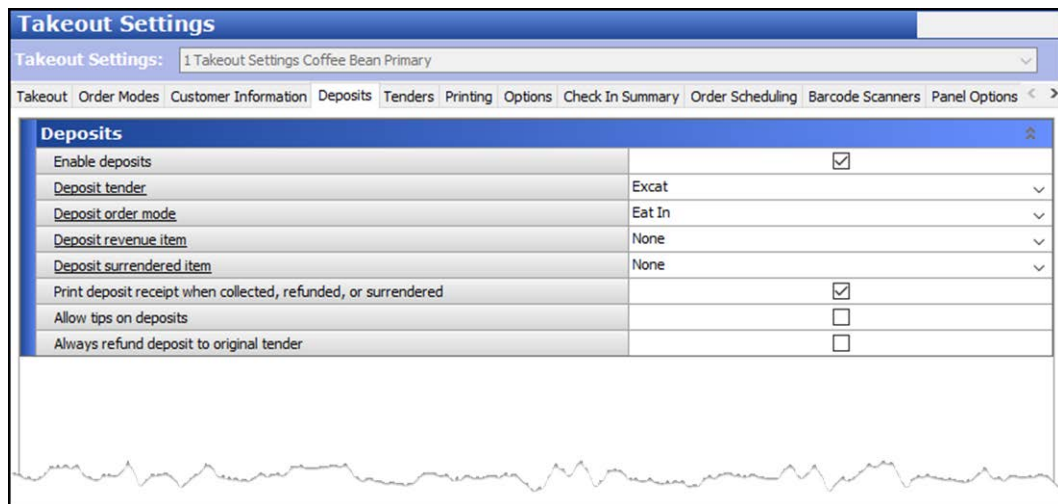 Takeout Settings
Takeout Settings: 1 Takeout Settings Coffee Bean Primary
Takeout Order Modes Customer Information Deposits Tenders Printing Options Check In Summary Order Scheduling Barcode Scanners Panel Options
Deposits
Enable deposits
Deposit tender Excat
Deposit order mode Eat In
Deposit revenue item None
Deposit surrendered item None
Print deposit receipt when collected, refunded, or surrendered
Allow tips on deposits
Always refund deposit to original tender